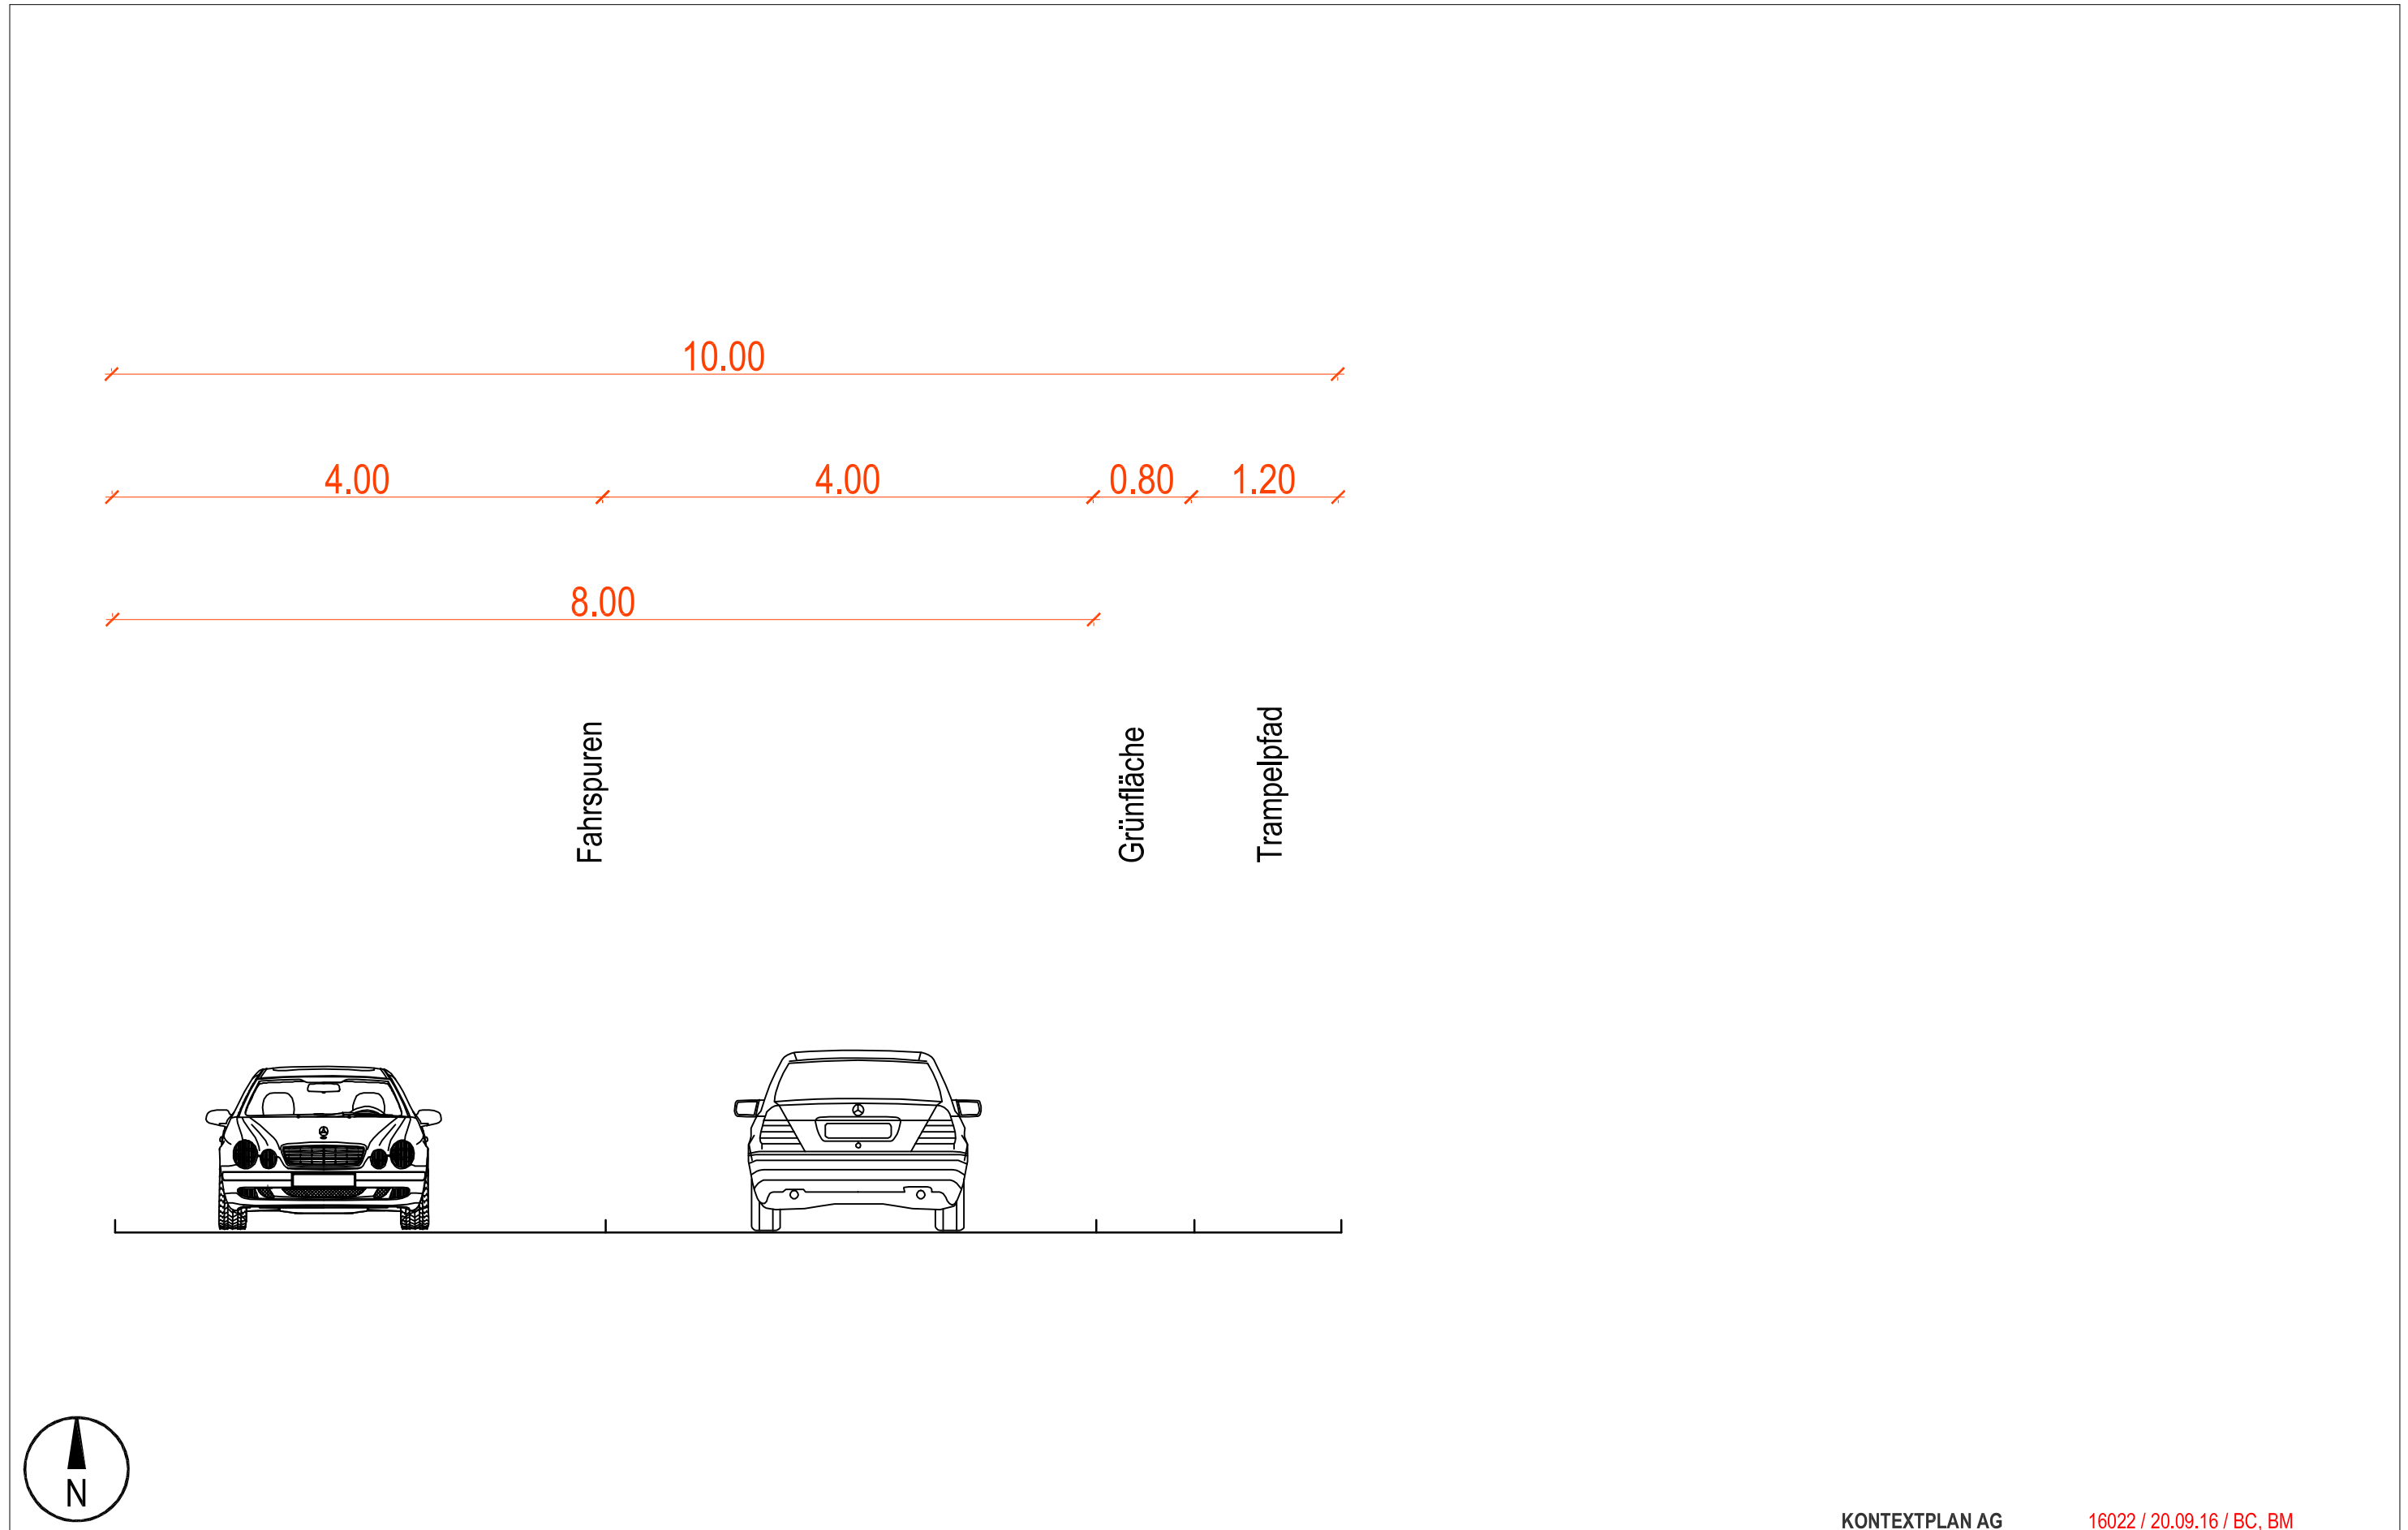 10.00
4.00 4.00 0.80 1.20
8.00
Fahrspuren
Grünfläche
Trampelpfad
N
KONTEXTPLAN AG 16022 / 20.09.16 / BC, BM